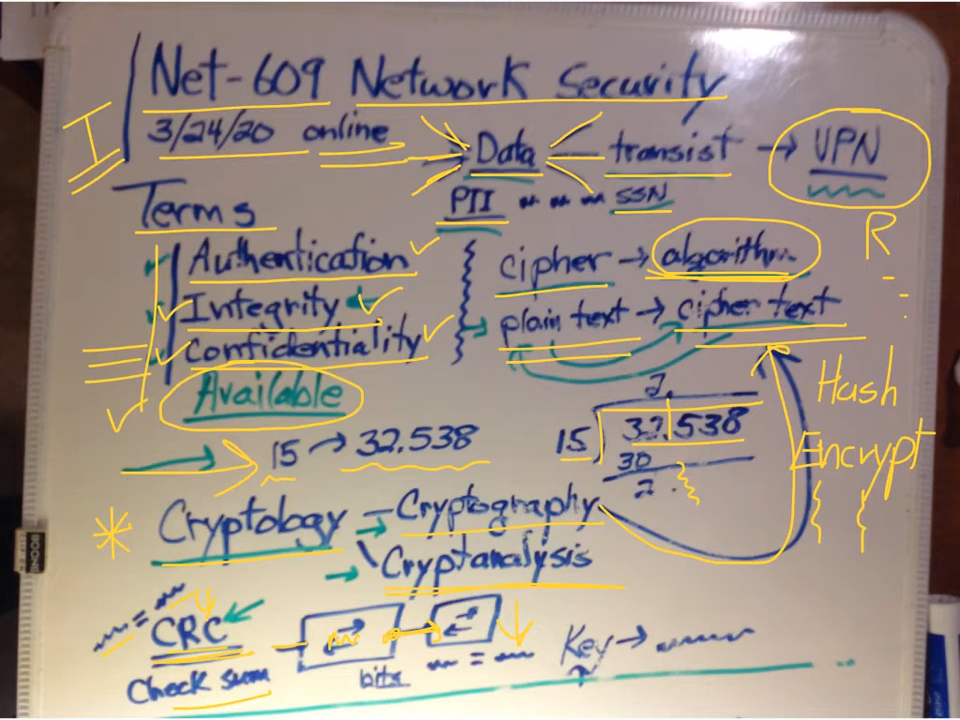 Net-609 Network Security
I
3/24/20 online
Data — transist → VPN
PII SSN
R
Terms
Authentication
Integrity
Confidentiality
Available
cipher → algorithm
plain text → cipher text
Hash
Encrypt
15 → 32.538
2.
15 32.538
30
2.
Cryptology — Cryptography
Cryptanalysis
CRC
Check sum
bits
=
=
Key →